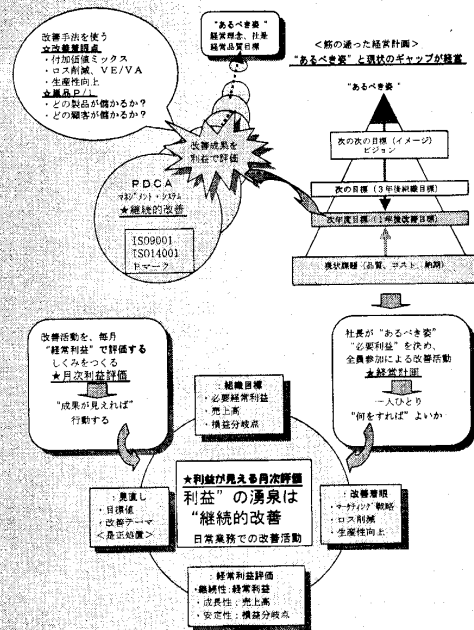 改善手法を使う
☆改善着眼点
・付加価値ミックス
・ロス削減、VE/VA
・生産性向上
★単品P/L
・どの製品が儲かるか?
・どの顧客が儲かるか?
"あるべき姿"
経営理念、社是
経営品質目標
改善成果を
利益で評価
PDCA
マネジメント・システム
★継続的改善
ISO9001
ISO14001
Fマーク
<筋の通った経営計画>
"あるべき姿"と現状のギャップが経営
"あるべき姿"
次の次の目標(イメージ)
ビジョン
次の目標(3年後組織目標)
次年度目標(1年後改善目標)
現状課題(品質、コスト、納期)
改善活動を、毎月
"経常利益"で評価する
しくみをつくる
★月次利益評価
"成果が見えれば"
行動する
社長が"あるべき姿"
"必要利益"を決め、
全員参加による改善活動
★経営計画
一人ひとり
"何をすれば"よいか
:組織目標
・必要経常利益
・売上高
・損益分岐点
★利益が見える月次評価
利益"の湧泉は
"継続的改善
日常業務での改善活動
:見直し
・目標値
・改善テーマ
<是正処置>
:改善着眼
・マーケティング戦略
・ロス削減
・生産性向上
:経常利益評価
・継続性:経常利益
・成長性:売上高
・安定性:損益分岐点